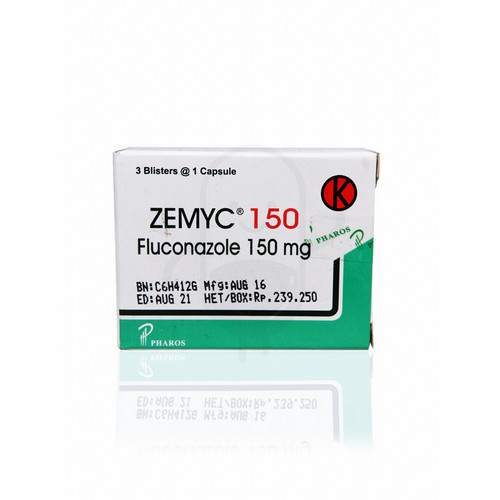 3 Blisters @ 1 Capsule
K
ZEMYC® 150
PHAROS
Fluconazole 150 mg
BN:C6H412G Mfg:AUG 16
ED:AUG 21 HET/BOX:Rp.239.250
PHAROS